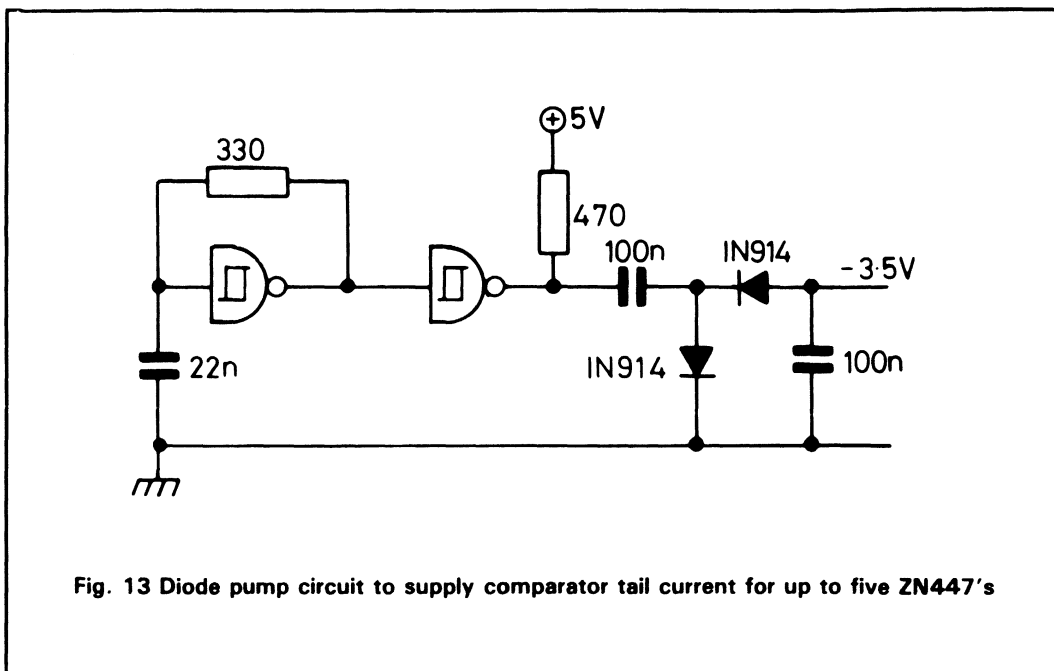 5V
330
470
100n
IN914
-3·5V
22n
IN914
100n
Fig. 13 Diode pump circuit to supply comparator tail current for up to five ZN447's